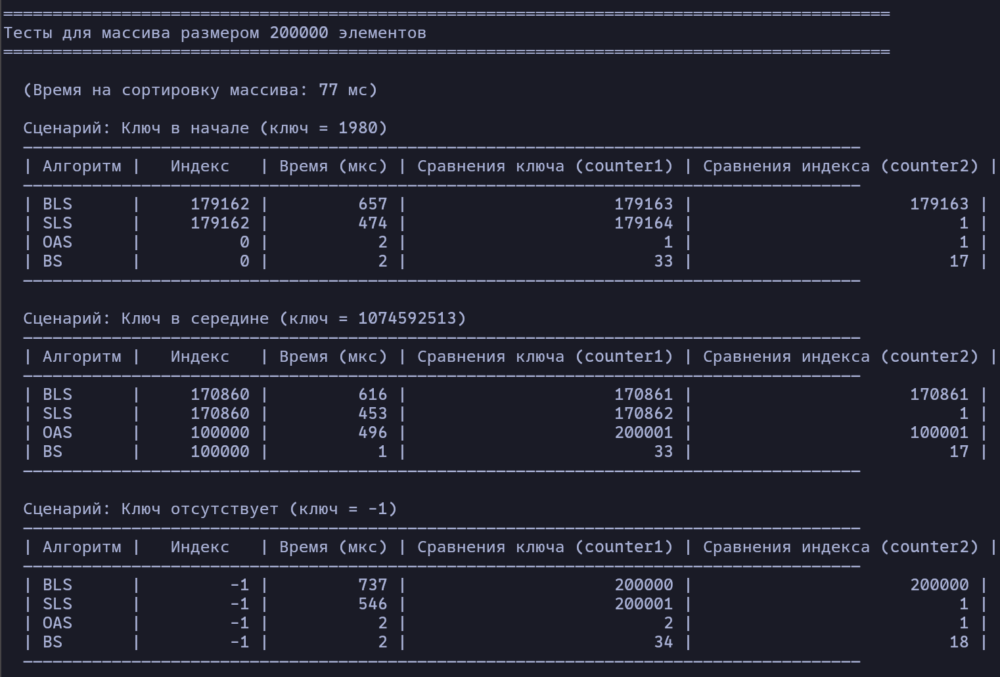 ==========================================================================================
Тесты для массива размером 200000 элементов
==========================================================================================
(Время на сортировку массива: 77 мс)
Сценарий: Ключ в начале (ключ = 1980)
-------------------------------------------------------------------------------------
| Алгоритм |   Индекс   | Время (мкс) | Сравнения ключа (counter1) | Сравнения индекса (counter2) |
-------------------------------------------------------------------------------------
| BLS      |     179162 |         657 |                     179163 |                      179163 |
| SLS      |     179162 |         474 |                     179164 |                           1 |
| OAS      |          0 |           2 |                          1 |                           1 |
| BS       |          0 |           2 |                         33 |                          17 |
-------------------------------------------------------------------------------------
Сценарий: Ключ в середине (ключ = 1074592513)
-------------------------------------------------------------------------------------
| Алгоритм |   Индекс   | Время (мкс) | Сравнения ключа (counter1) | Сравнения индекса (counter2) |
-------------------------------------------------------------------------------------
| BLS      |     170860 |         616 |                     170861 |                      170861 |
| SLS      |     170860 |         453 |                     170862 |                           1 |
| OAS      |     100000 |         496 |                     200001 |                      100001 |
| BS       |     100000 |           1 |                         33 |                          17 |
-------------------------------------------------------------------------------------
Сценарий: Ключ отсутствует (ключ = -1)
-------------------------------------------------------------------------------------
| Алгоритм |   Индекс   | Время (мкс) | Сравнения ключа (counter1) | Сравнения индекса (counter2) |
-------------------------------------------------------------------------------------
| BLS      |         -1 |         737 |                     200000 |                      200000 |
| SLS      |         -1 |         546 |                     200001 |                           1 |
| OAS      |         -1 |           2 |                          2 |                           1 |
| BS       |         -1 |           2 |                         34 |                          18 |
-------------------------------------------------------------------------------------